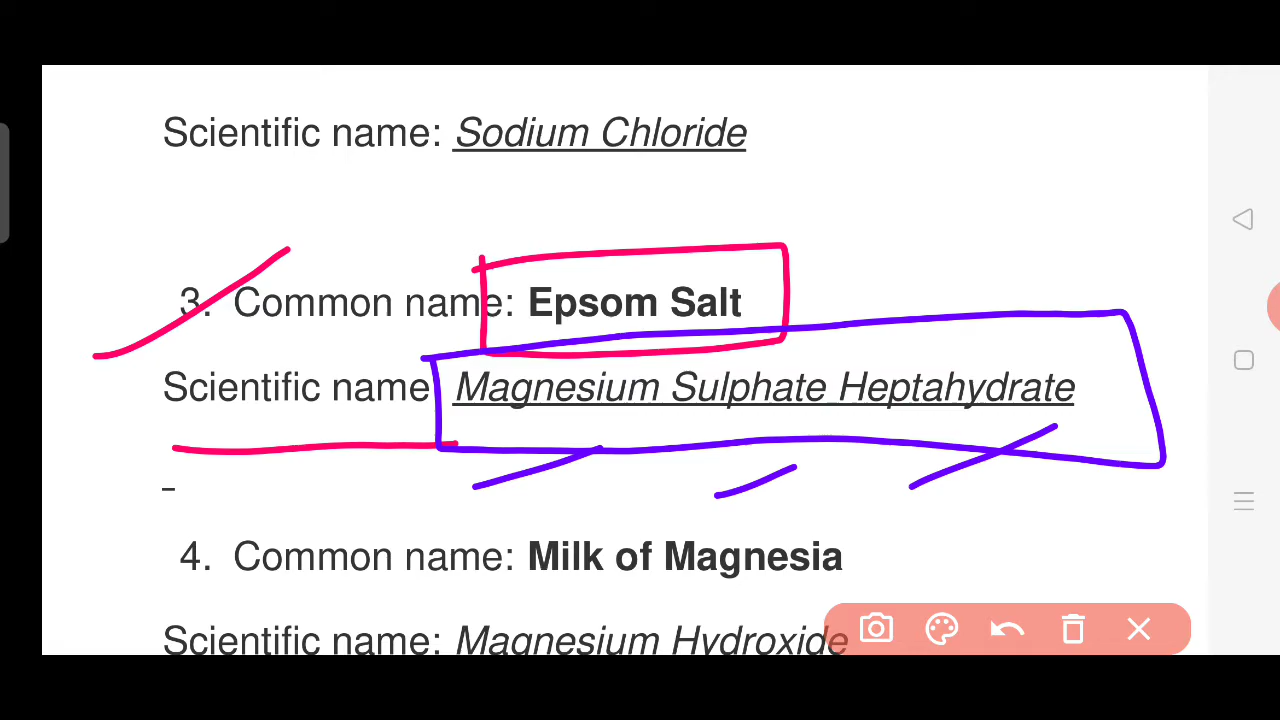 Scientific name: Sodium Chloride
3. Common name: Epsom Salt
Scientific name Magnesium Sulphate Heptahydrate
4. Common name: Milk of Magnesia
Scientific name: Magnesium Hydroxide